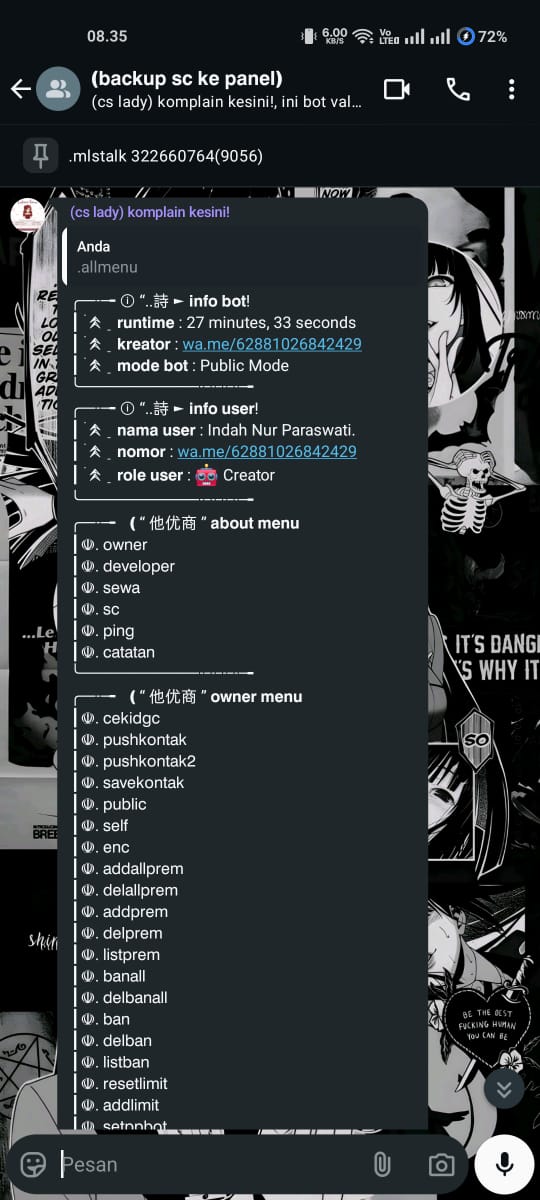 08.35 6.00 KB/S Vo LTE 72%
(backup sc ke panel)
(cs lady) komplain kesini!, ini bot val...
.mlstalk 322660764(9056)
NOW
(cs lady) komplain kesini!
Anda
.allmenu
ⓘ “..詩 ► info bot!
runtime : 27 minutes, 33 seconds
kreator : wa.me/62881026842429
mode bot : Public Mode
ⓘ “..詩 ► info user!
nama user : Indah Nur Paraswati.
nomor : wa.me/62881026842429
role user : 🤖 Creator
( “ 他优商 ” about menu
☫. owner
☫. developer
☫. sewa
☫. sc
☫. ping
☫. catatan
( “ 他优商 ” owner menu
☫. cekidgc
☫. pushkontak
☫. pushkontak2
☫. savekontak
☫. public
☫. self
☫. enc
☫. addallprem
☫. delallprem
☫. addprem
☫. delprem
☫. listprem
☫. banall
☫. delbanall
☫. ban
☫. delban
☫. listban
☫. resetlimit
☫. addlimit
☫. setppbot
...Le
IT'S DANG
'S WHY IT
SO
BE THE BEST
FUCKING HUMAN
YOU CAN BE
Pesan